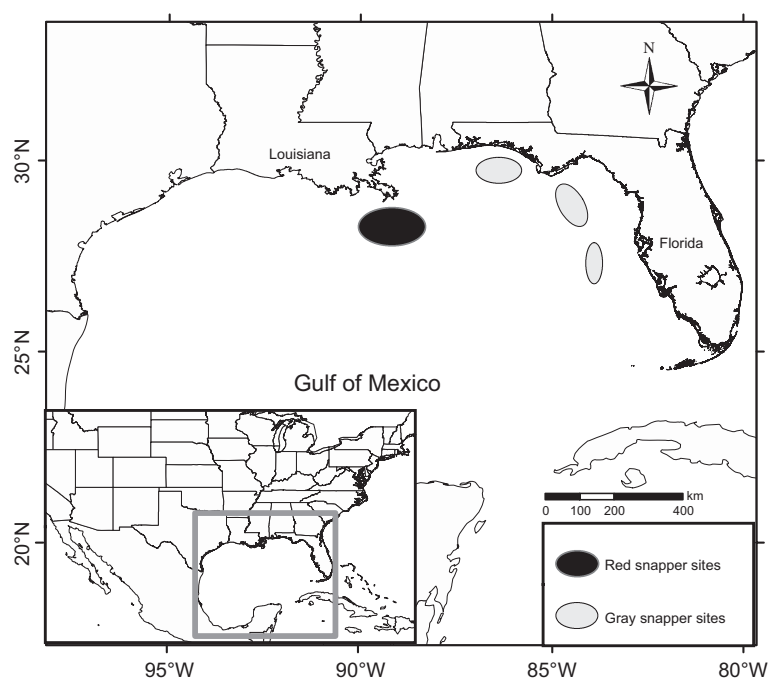 N
30°N
Louisiana
Florida
25°N
Gulf of Mexico
km
0 100 200 400
20°N
Red snapper sites
Gray snapper sites
95°W 90°W 85°W 80°W